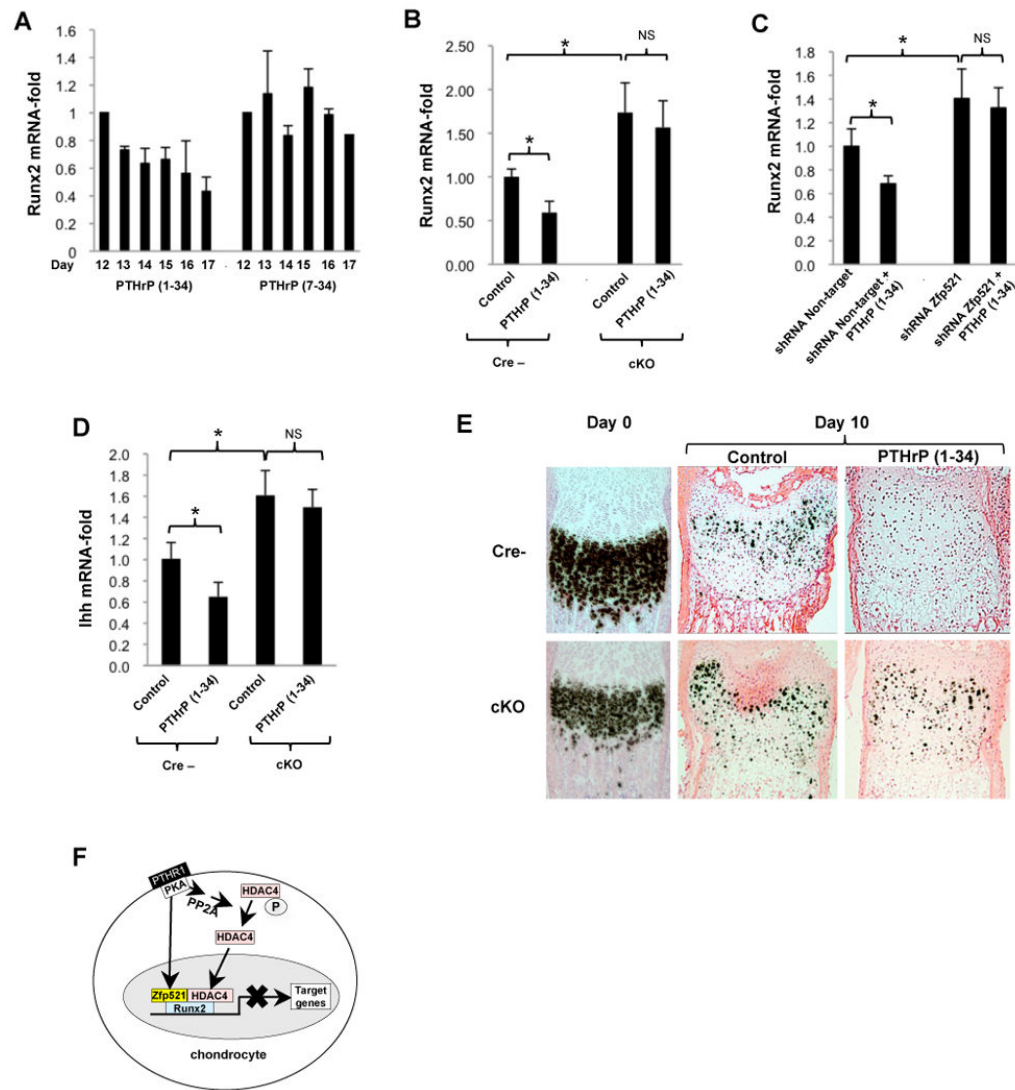 A
Runx2 mRNA-fold
1.6
1.4
1.2
1
0.8
0.6
0.4
0.2
0
Day
12 13 14 15 16 17
12 13 14 15 16 17
PTHrP (1-34)
PTHrP (7-34)
B
Runx2 mRNA-fold
2.50
2.00
1.50
1.00
0.50
0.00
*
*
NS
Control
PTHrP (1-34)
Control
PTHrP (1-34)
Cre –
cKO
C
Runx2 mRNA-fold
1.8
1.6
1.4
1.2
1.0
0.8
0.6
0.4
0.2
0.0
*
*
NS
shRNA Non-target
shRNA Non-target +
PTHrP (1-34)
shRNA Zfp521
shRNA Zfp521 +
PTHrP (1-34)
D
Ihh mRNA-fold
2.0
1.8
1.6
1.4
1.2
1.0
0.8
0.6
0.4
0.2
0.0
*
*
NS
Control
PTHrP (1-34)
Control
PTHrP (1-34)
Cre –
cKO
E
Day 0
Day 10
Control
PTHrP (1-34)
Cre-
cKO
F
PTHR1
PKA
PP2A
HDAC4
P
HDAC4
Zfp521
HDAC4
Runx2
Target
genes
chondrocyte